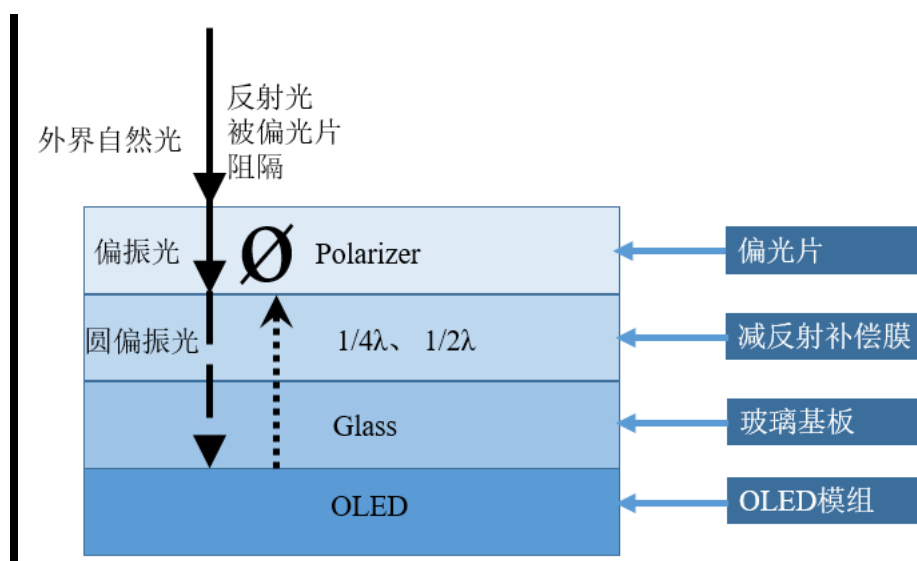 外界自然光
反射光
被偏光片
阻隔
偏振光
Ø Polarizer
偏光片
圆偏振光
1/4λ、 1/2λ
减反射补偿膜
Glass
玻璃基板
OLED
OLED模组